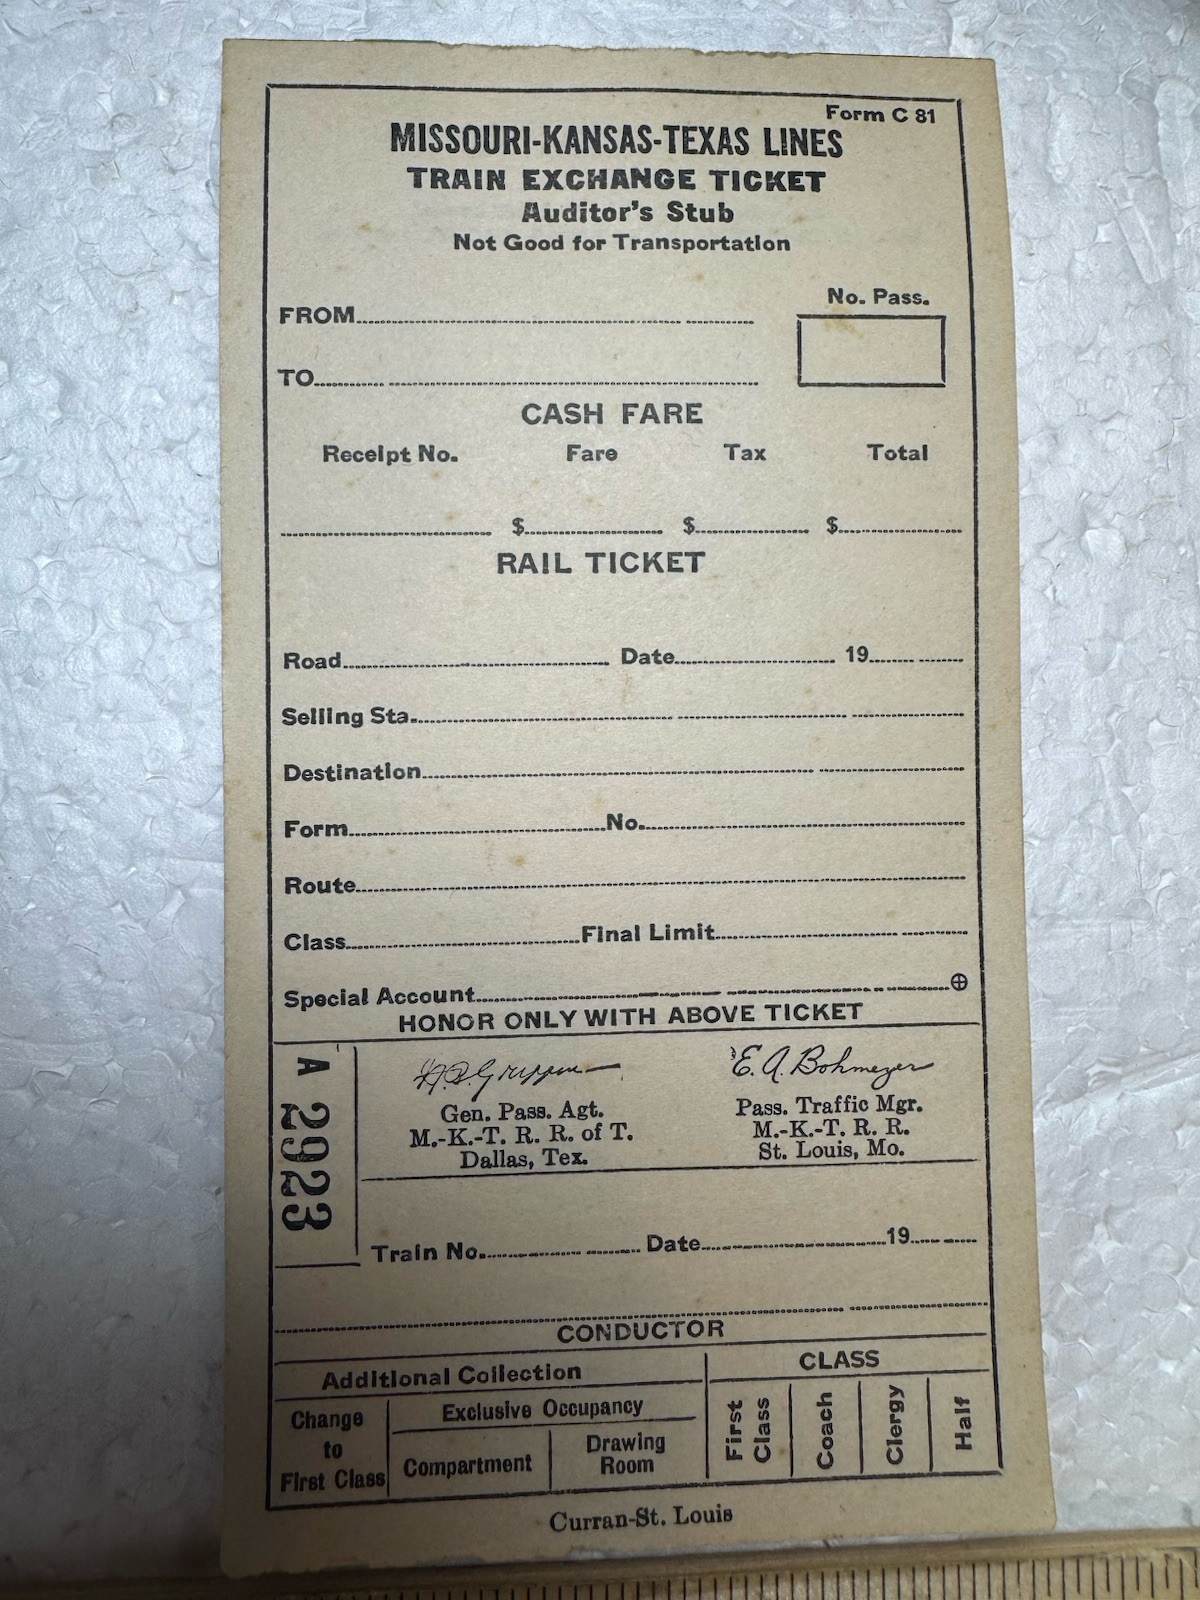 Form C 81
MISSOURI-KANSAS-TEXAS LINES
TRAIN EXCHANGE TICKET
Auditor's Stub
Not Good for Transportation
No. Pass.
FROM
TO
CASH FARE
Receipt No. Fare Tax Total
$ $ $
RAIL TICKET
Road Date 19
Selling Sta.
Destination
Form No.
Route
Class Final Limit
Special Account
HONOR ONLY WITH ABOVE TICKET
A 2923
E. A. Bohmeyer
Gen. Pass. Agt. Pass. Traffic Mgr.
M.-K.-T. R. R. of T. M.-K.-T. R. R.
Dallas, Tex. St. Louis, Mo.
Train No. Date 19
CONDUCTOR
Additional Collection CLASS
Change to First Class
Exclusive Occupancy
Compartment Drawing Room
First Class Coach Clergy Half
Curran-St. Louis